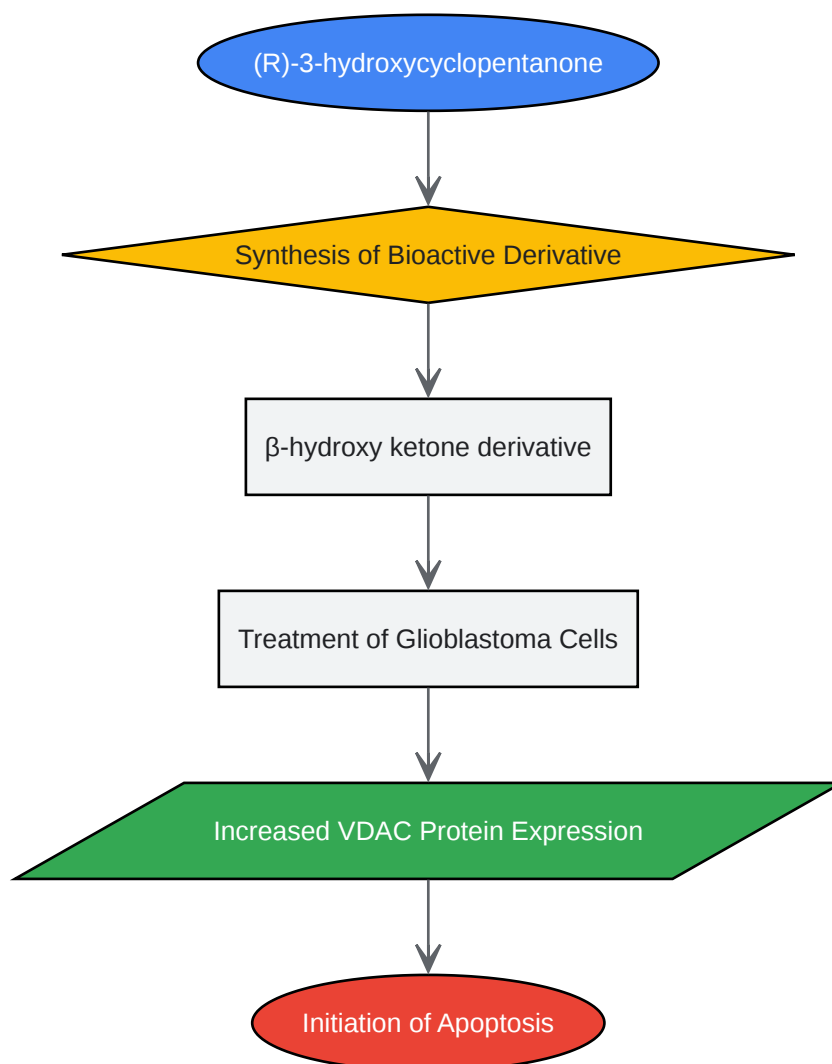 (R)-3-hydroxycyclopentanone
Synthesis of Bioactive Derivative
β-hydroxy ketone derivative
Treatment of Glioblastoma Cells
Increased VDAC Protein Expression
Initiation of Apoptosis